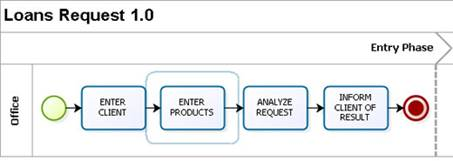 Loans Request 1.0
Entry Phase
Office
ENTER
CLIENT
ENTER
PRODUCTS
ANALYZE
REQUEST
INFORM
CLIENT OF
RESULT